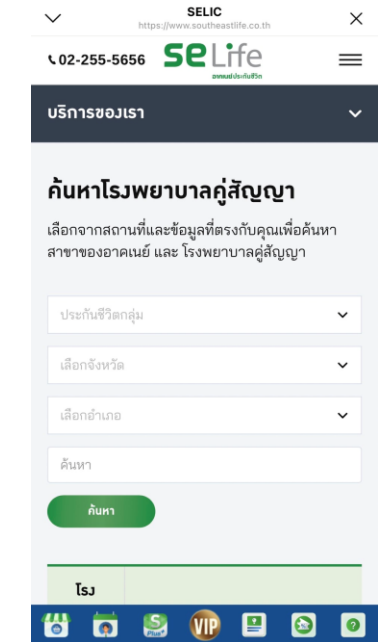 SELIC
https://www.southeastlife.co.th
02-255-5656
se Life
อาคเนย์ประกันชีวิต
บริการของเรา
ค้นหาโรงพยาบาลคู่สัญญา
เลือกจากสถานที่และข้อมูลที่ตรงกับคุณเพื่อค้นหา
สาขาของอาคเนย์ และ โรงพยาบาลคู่สัญญา
ประกันชีวิตกลุ่ม
เลือกจังหวัด
เลือกอำเภอ
ค้นหา
ค้นหา
โรง
S Plus+ VIP ?